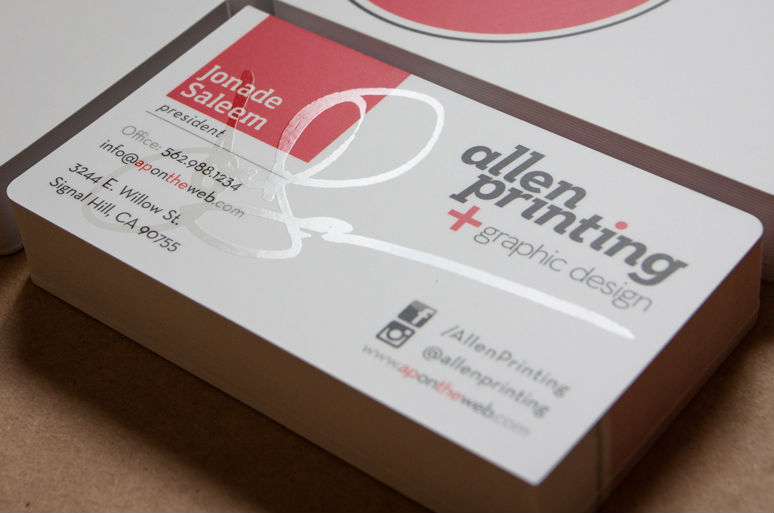 Jonade
Saleem
president
Office: 562.988.1234
info@apontheweb.com
3244 E. Willow St.
Signal Hill, CA 90755
allen
printing
+graphic design
/AllenPrinting
@allenprinting
www.apontheweb.com